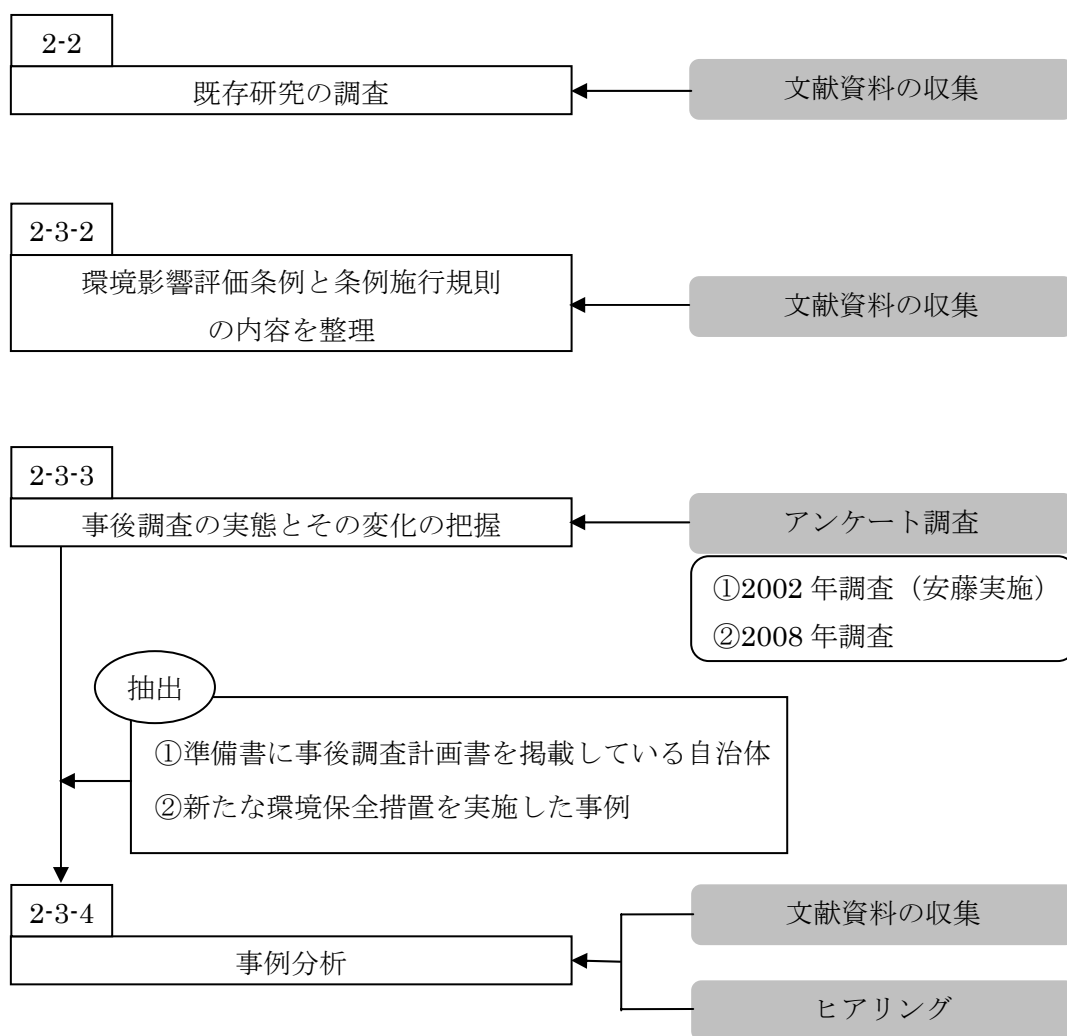 2-2
既存研究の調査
文献資料の収集
2-3-2
環境影響評価条例と条例施行規則
の内容を整理
文献資料の収集
2-3-3
事後調査の実態とその変化の把握
アンケート調査
①2002 年調査（安藤実施）
②2008 年調査
抽出
①準備書に事後調査計画書を掲載している自治体
②新たな環境保全措置を実施した事例
2-3-4
事例分析
文献資料の収集
ヒアリング